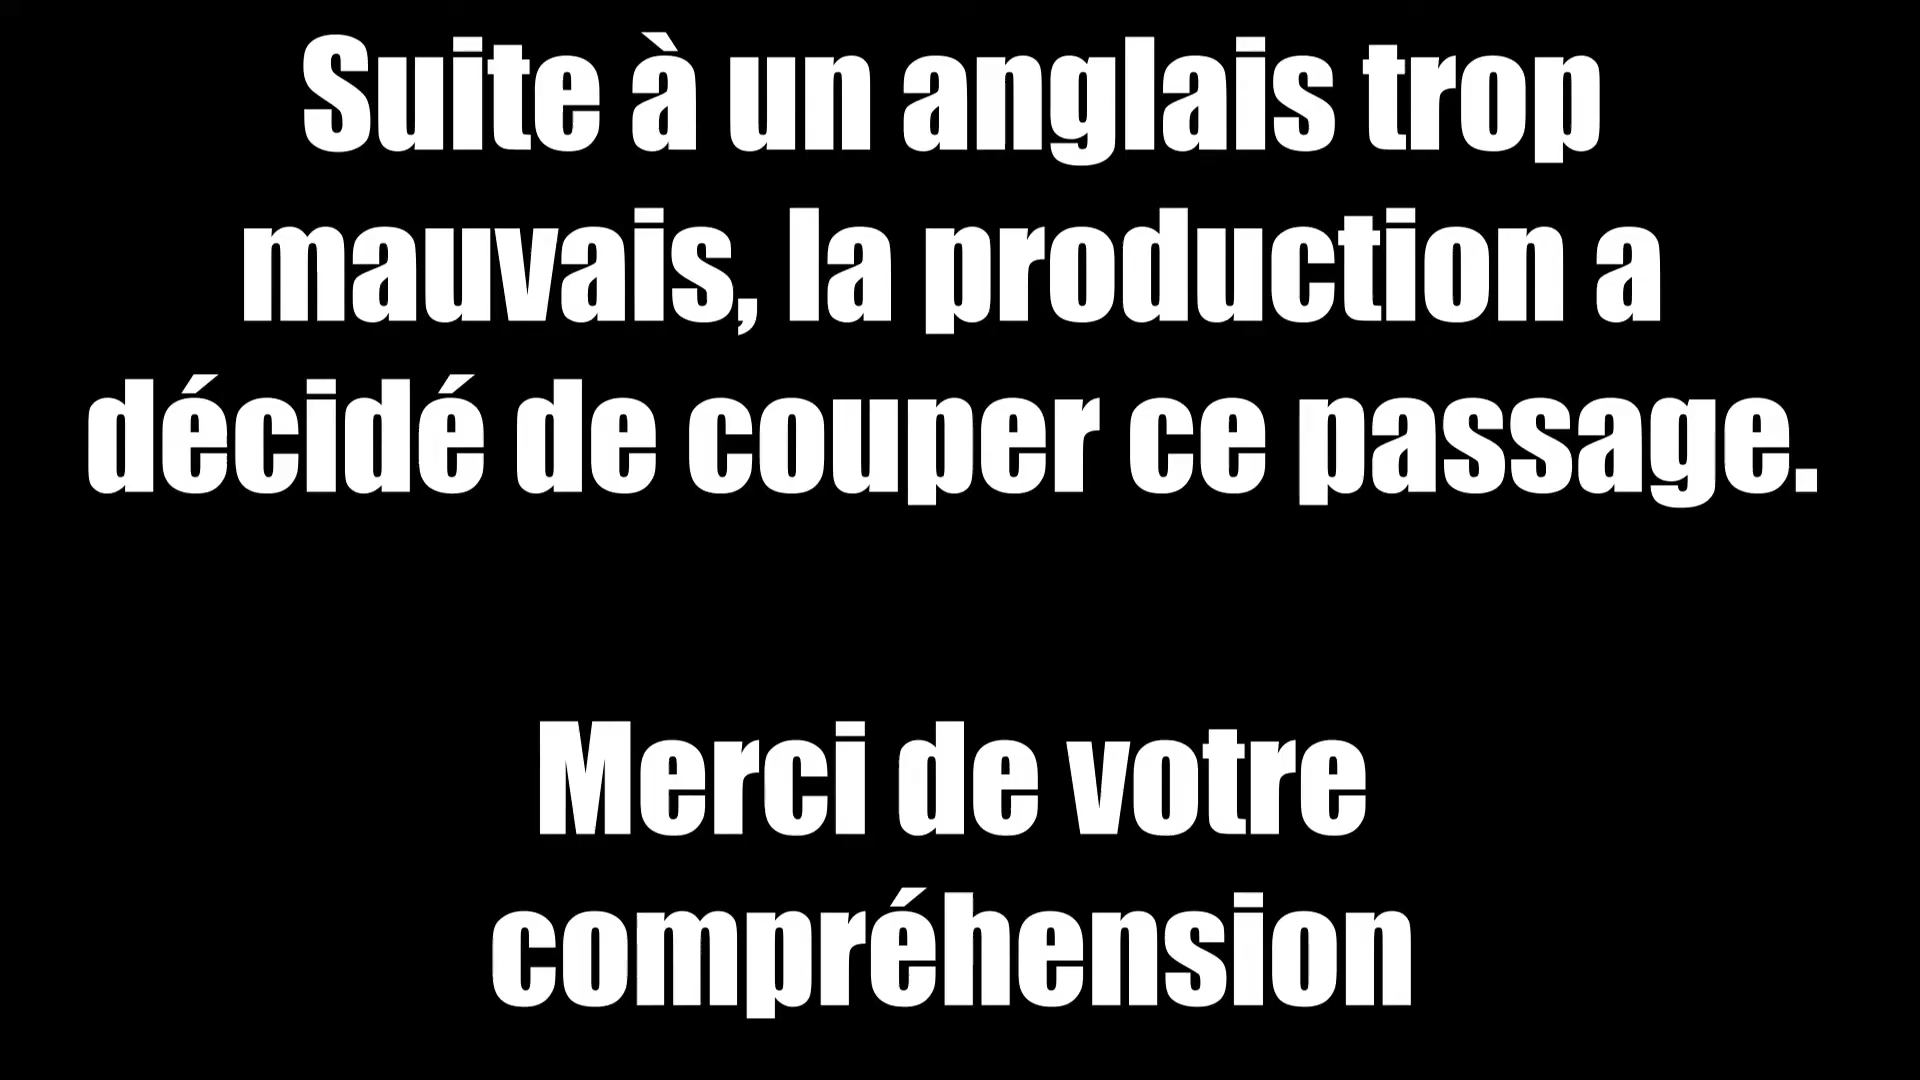 Suite à un anglais trop
mauvais, la production a
décidé de couper ce passage.
Merci de votre
compréhension